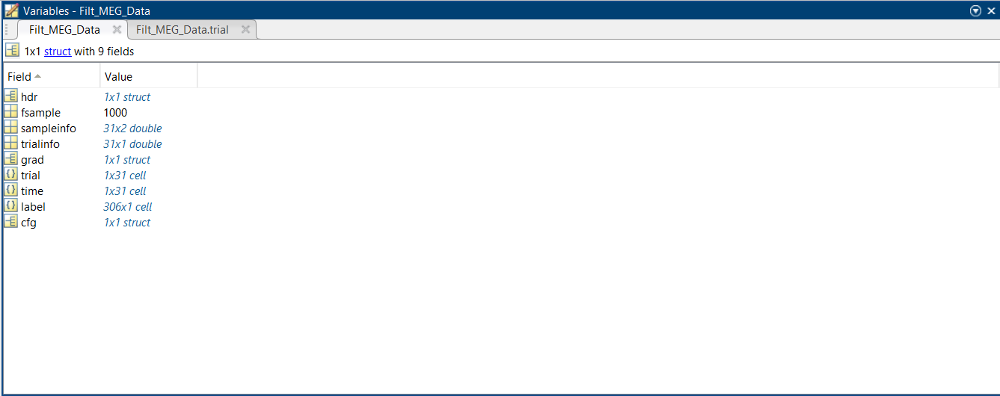 Variables - Filt_MEG_Data
Filt_MEG_Data Filt_MEG_Data.trial
1x1 struct with 9 fields
Field Value
hdr 1x1 struct
fsample 1000
sampleinfo 31x2 double
trialinfo 31x1 double
grad 1x1 struct
trial 1x31 cell
time 1x31 cell
label 306x1 cell
cfg 1x1 struct